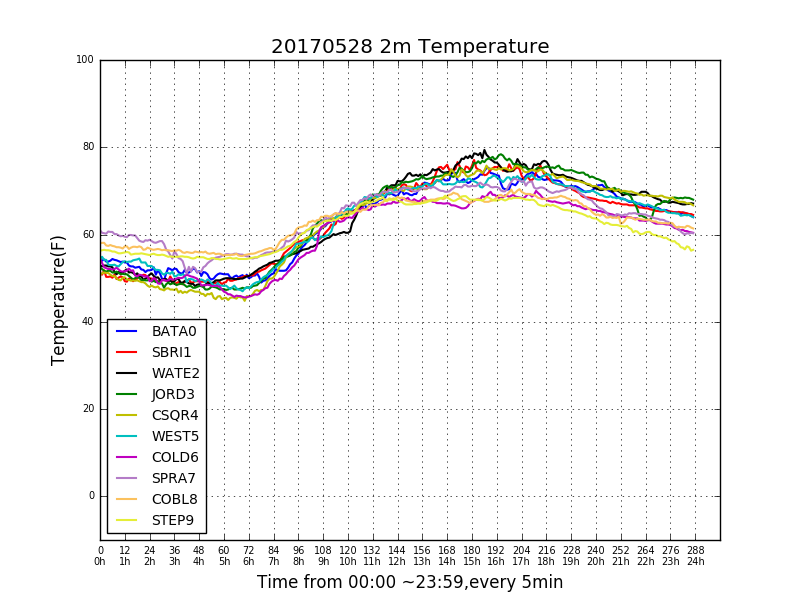 20170528 2m Temperature
Temperature(F)
100
80
60
40
20
0
BATA0
SBRI1
WATE2
JORD3
CSQR4
WEST5
COLD6
SPRA7
COBL8
STEP9
0 12 24 36 48 60 72 84 96 108 120 132 144 156 168 180 192 204 216 228 240 252 264 276 288
0h 1h 2h 3h 4h 5h 6h 7h 8h 9h 10h 11h 12h 13h 14h 15h 16h 17h 18h 19h 20h 21h 22h 23h 24h
Time from 00:00 ~23:59,every 5min